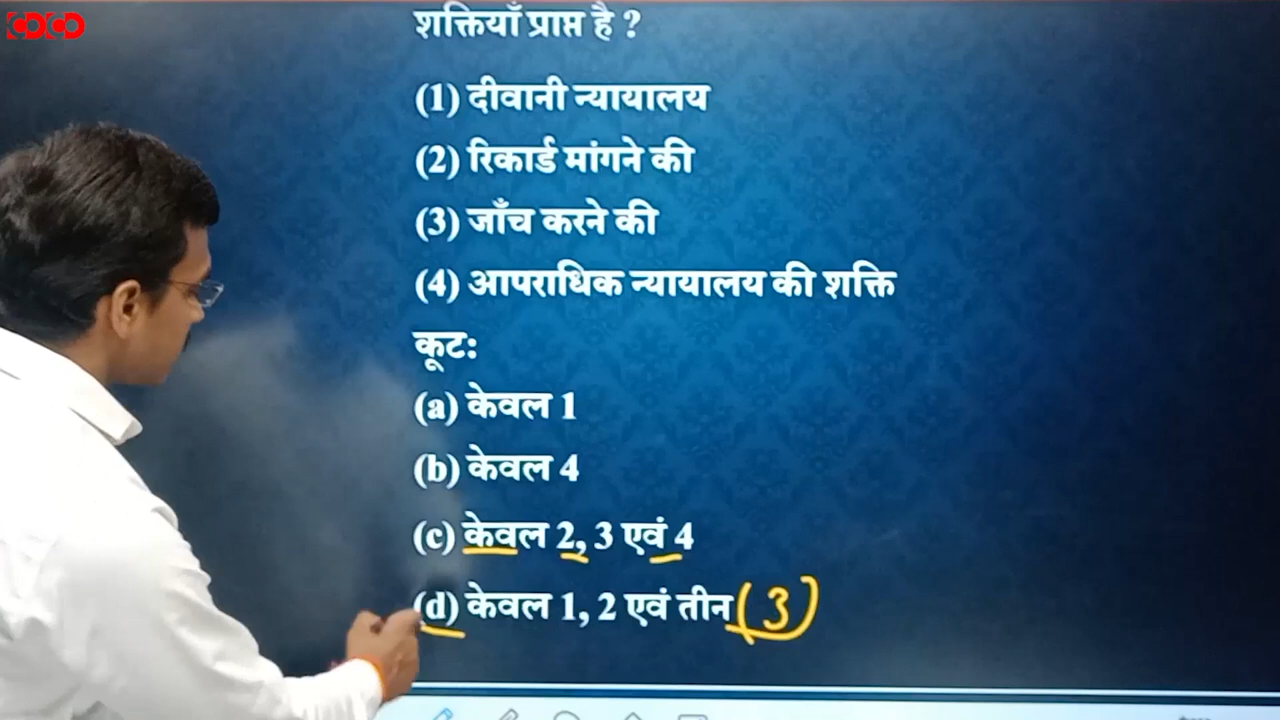 COCO
शक्तियाँ प्राप्त है ?
(1) दीवानी न्यायालय
(2) रिकार्ड मांगने की
(3) जाँच करने की
(4) आपराधिक न्यायालय की शक्ति
कूटः
(a) केवल 1
(b) केवल 4
(c) केवल 2, 3 एवं 4
(d) केवल 1, 2 एवं तीन (3)